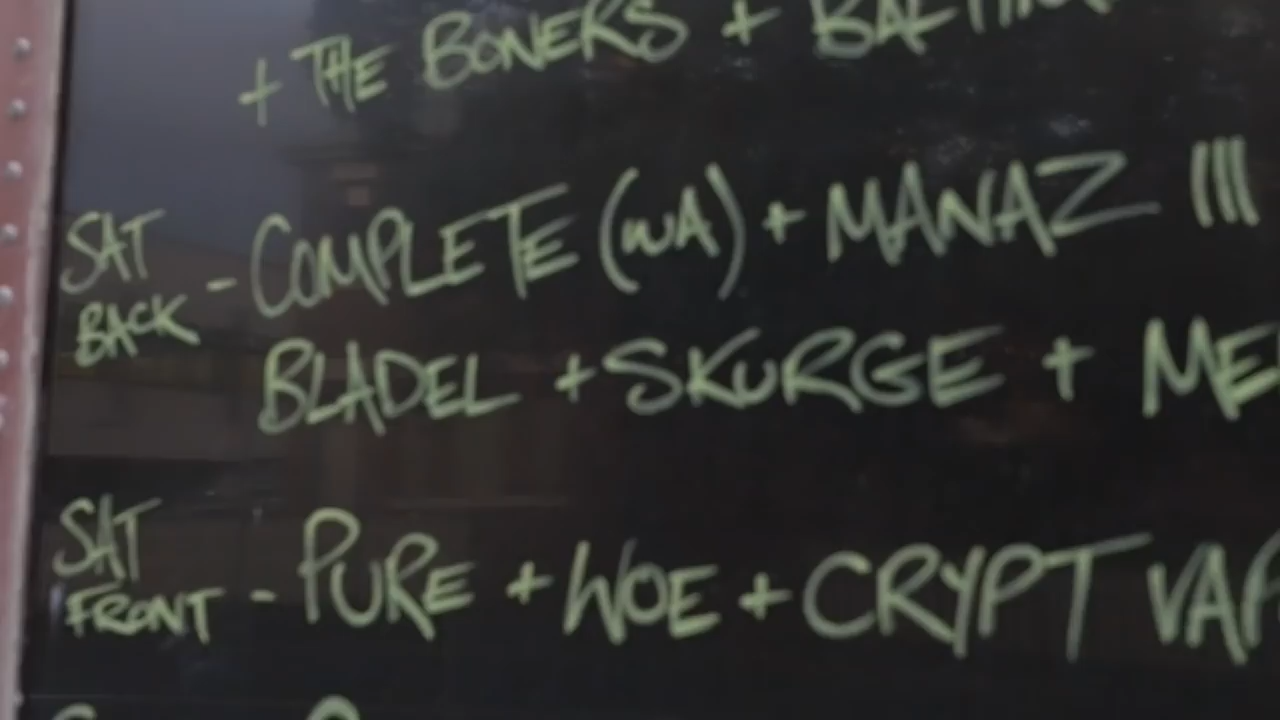 + THE BONERS +
SAT BACK - COMPLETE (WA) + MANAZ III
BLADEL + SKURGE +
SAT FRONT - PURE + WOE + CRYPT